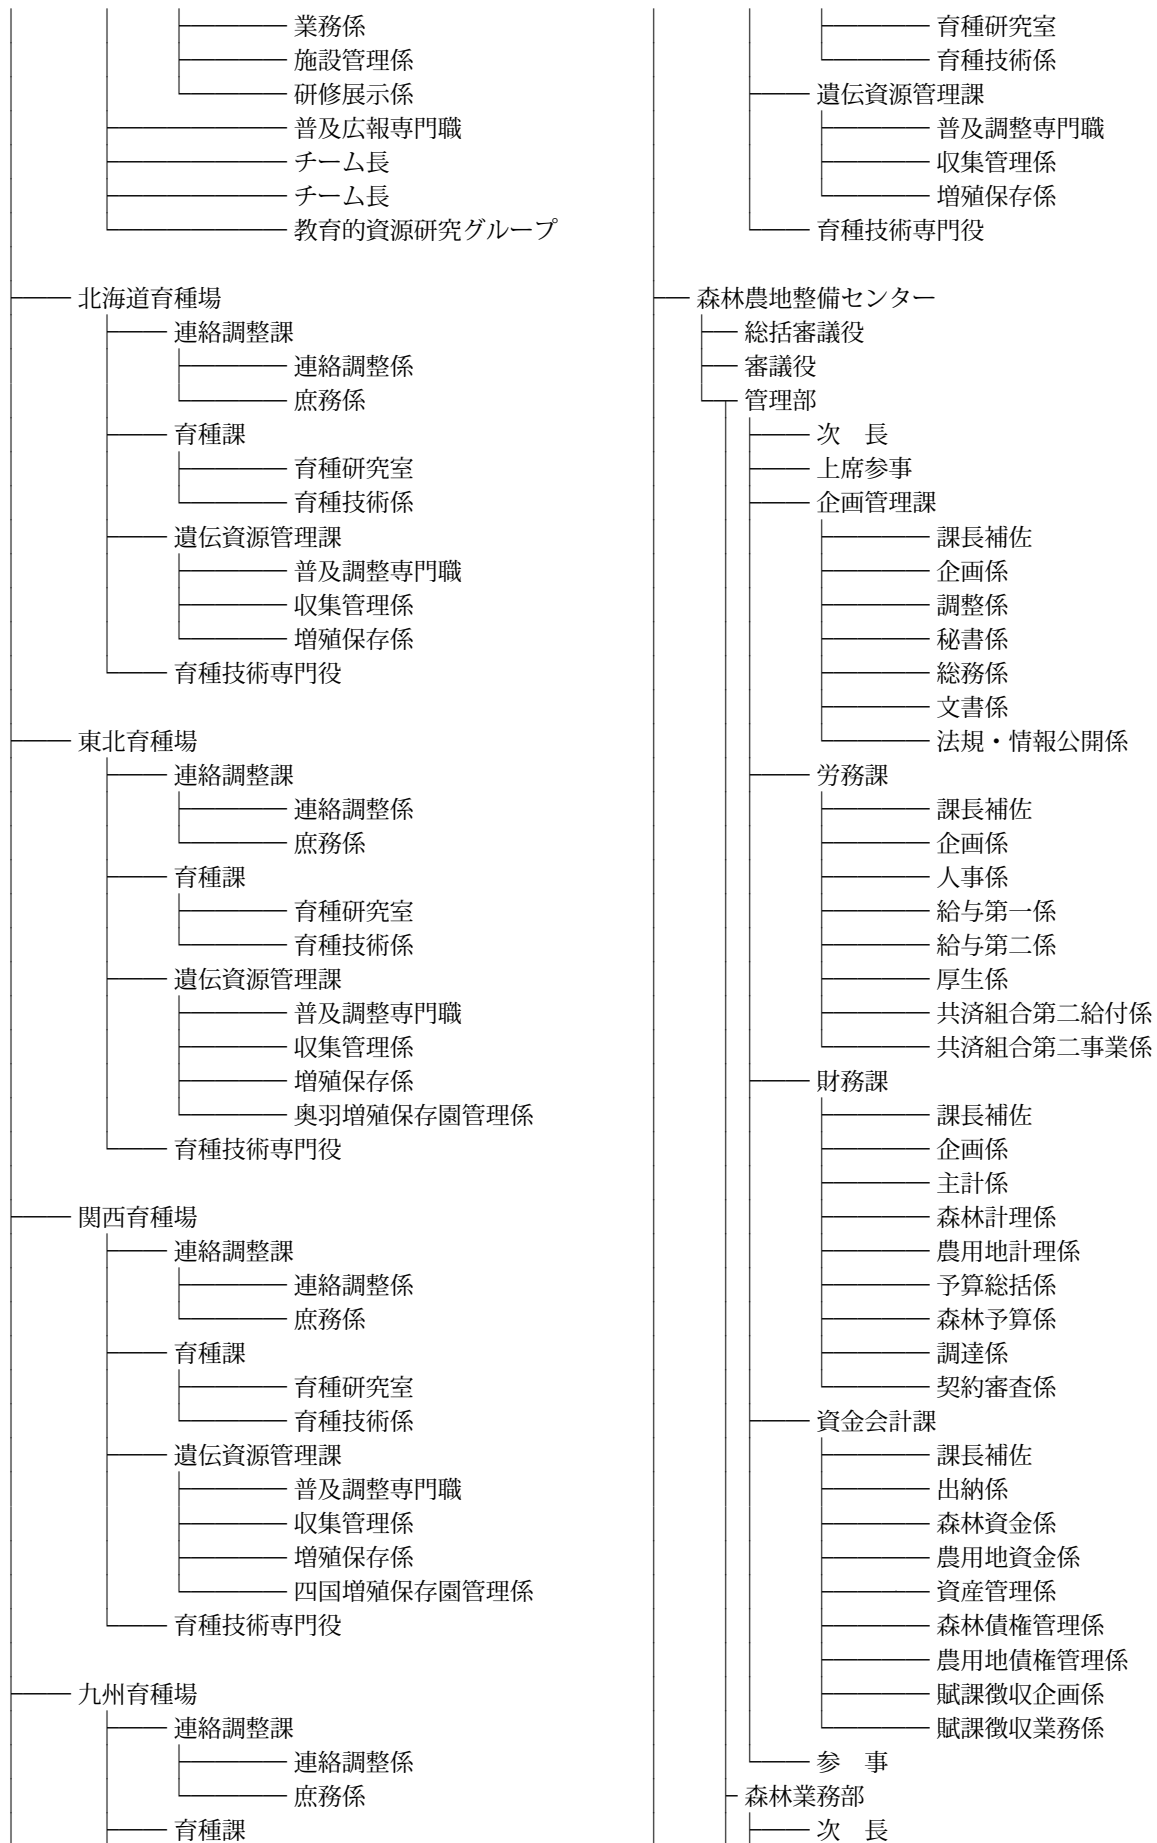 業務係
施設管理係
研修展示係
普及広報専門職
チーム長
チーム長
教育的資源研究グループ
北海道育種場
連絡調整課
連絡調整係
庶務係
育種課
育種研究室
育種技術係
遺伝資源管理課
普及調整専門職
収集管理係
増殖保存係
育種技術専門役
東北育種場
連絡調整課
連絡調整係
庶務係
育種課
育種研究室
育種技術係
遺伝資源管理課
普及調整専門職
収集管理係
増殖保存係
奥羽増殖保存園管理係
育種技術専門役
関西育種場
連絡調整課
連絡調整係
庶務係
育種課
育種研究室
育種技術係
遺伝資源管理課
普及調整専門職
収集管理係
増殖保存係
四国増殖保存園管理係
育種技術専門役
九州育種場
連絡調整課
連絡調整係
庶務係
育種課
育種研究室
育種技術係
遺伝資源管理課
普及調整専門職
収集管理係
増殖保存係
育種技術専門役
森林農地整備センター
総括審議役
審議役
管理部
次　長
上席参事
企画管理課
課長補佐
企画係
調整係
秘書係
総務係
文書係
法規・情報公開係
労務課
課長補佐
企画係
人事係
給与第一係
給与第二係
厚生係
共済組合第二給付係
共済組合第二事業係
財務課
課長補佐
企画係
主計係
森林計理係
農用地計理係
予算総括係
森林予算係
調達係
契約審査係
資金会計課
課長補佐
出納係
森林資金係
農用地資金係
資産管理係
森林債権管理係
農用地債権管理係
賦課徴収企画係
賦課徴収業務係
参　事
森林業務部
次　長